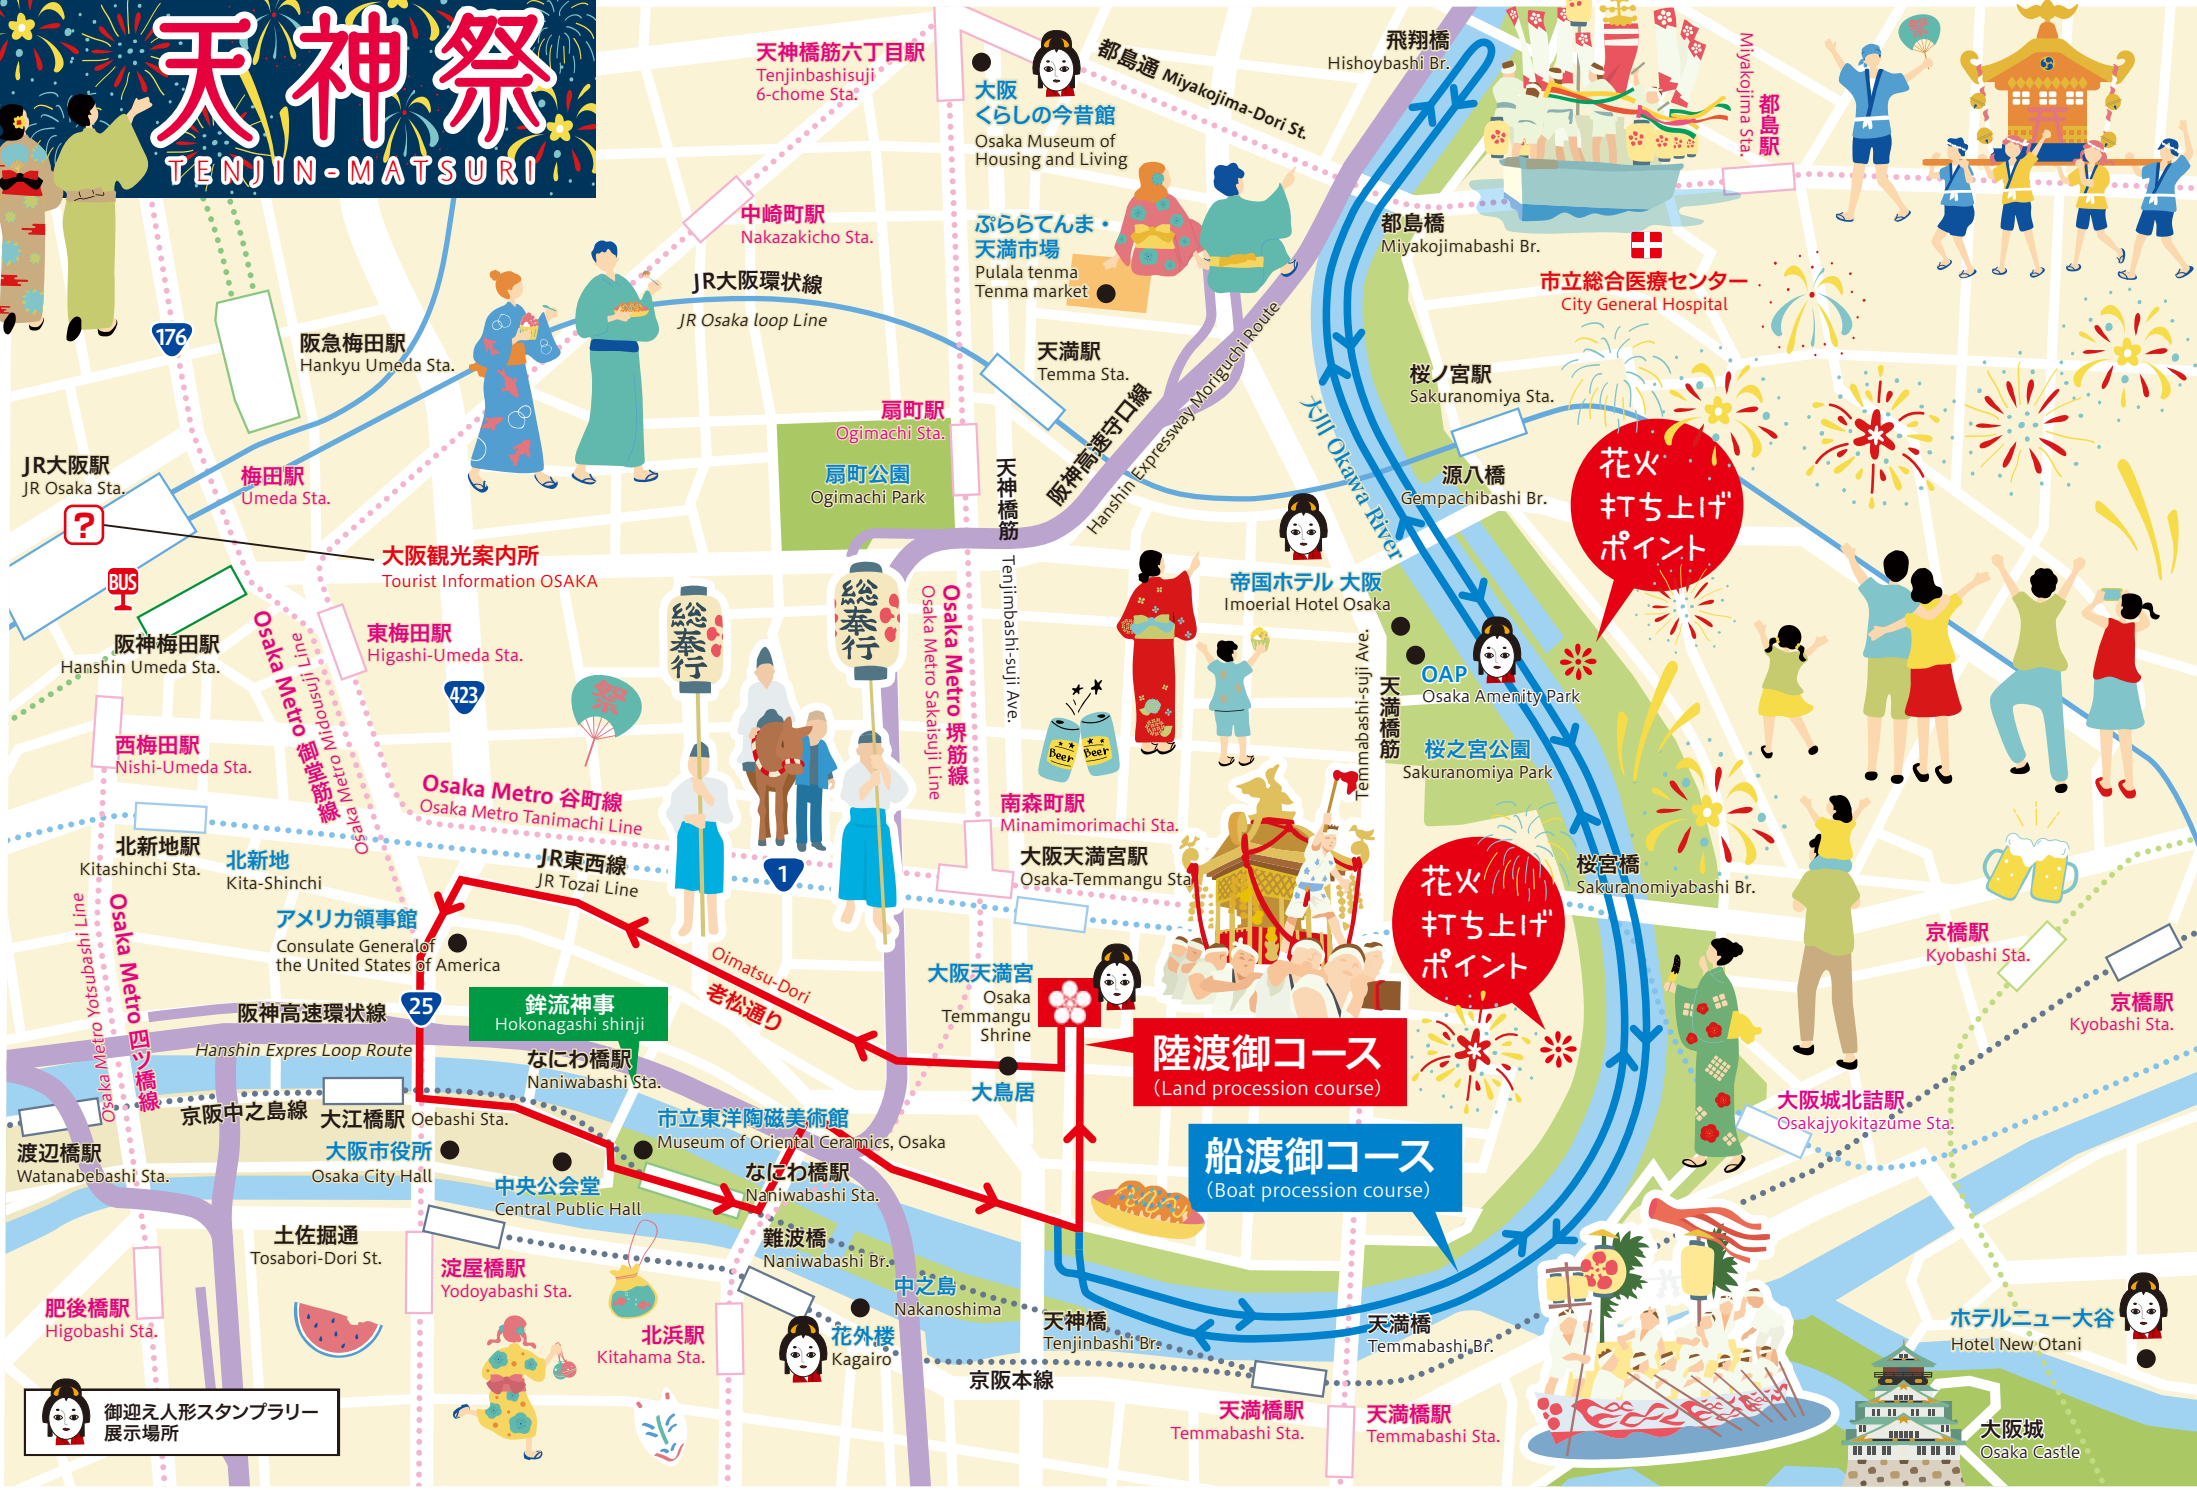 天神祭
TENJIN-MATSURI
天神橋筋六丁目駅
Tenjinbashisuji
6-chome Sta.
大阪
くらしの今昔館
Osaka Museum of
Housing and Living
都島通 Miyakojima-Dori St.
飛翔橋
Hishoybashi Br.
都島駅
Miyakojima Sta.
中崎町駅
Nakazakicho Sta.
ぷららてんま・
天満市場
Pulala tenma
Tenma market
都島橋
Miyakojimabashi Br.
市立総合医療センター
City General Hospital
JR大阪環状線
JR Osaka loop Line
176
阪急梅田駅
Hankyu Umeda Sta.
天満駅
Temma Sta.
阪神高速守口線
Hanshin Expressway Moriguchi Route
桜ノ宮駅
Sakuranomiya Sta.
大川 Okawa River
扇町駅
Ogimachi Sta.
扇町公園
Ogimachi Park
JR大阪駅
JR Osaka Sta.
?
梅田駅
Umeda Sta.
大阪観光案内所
Tourist Information OSAKA
BUS
天神橋筋
Tenjimbashi-suji Ave.
源八橋
Gempachibashi Br.
花火
打ち上げ
ポイント
帝国ホテル 大阪
Imoerial Hotel Osaka
阪神梅田駅
Hanshin Umeda Sta.
Osaka Metro 御堂筋線
Osaka Metro Midousuji Line
東梅田駅
Higashi-Umeda Sta.
423
祭
総奉行
総奉行
Osaka Metro 堺筋線
Osaka Metro Sakaisuji Line
Beer
Beer
Temmabashi-suji Ave.
天満橋筋
OAP
Osaka Amenity Park
桜之宮公園
Sakuranomiya Park
西梅田駅
Nishi-Umeda Sta.
Osaka Metro 谷町線
Osaka Metro Tanimachi Line
南森町駅
Minamimorimachi Sta.
北新地駅
Kitashinchi Sta.
北新地
Kita-Shinchi
JR東西線
JR Tozai Line
1
大阪天満宮駅
Osaka-Temmangu Sta
桜宮橋
Sakuranomiyabashi Br.
花火
打ち上げ
ポイント
アメリカ領事館
Consulate Generalof
the United States of America
Osaka Metro Yotsubashi Line
Osaka Metro 四ツ橋線
Oimatsu-Dori
老松通り
大阪天満宮
Osaka
Temmangu
Shrine
京橋駅
Kyobashi Sta.
京橋駅
Kyobashi Sta.
阪神高速環状線
25
Hanshin Expres Loop Route
鉾流神事
Hokonagashi shinji
なにわ橋駅
Naniwabashi Sta.
陸渡御コース
(Land procession course)
大鳥居
京阪中之島線
大江橋駅 Oebashi Sta.
市立東洋陶磁美術館
Museum of Oriental Ceramics, Osaka
大阪城北詰駅
Osakajyokitazume Sta.
渡辺橋駅
Watanabebashi Sta.
大阪市役所
Osaka City Hall
中央公会堂
Central Public Hall
なにわ橋駅
Naniwabashi Sta.
船渡御コース
(Boat procession course)
土佐掘通
Tosabori-Dori St.
淀屋橋駅
Yodoyabashi Sta.
難波橋
Naniwabashi Br.
中之島
Nakanoshima
肥後橋駅
Higobashi Sta.
北浜駅
Kitahama Sta.
花外楼
Kagairo
天神橋
Tenjinbashi Br.
天満橋
Temmabashi Br.
ホテルニュー大谷
Hotel New Otani
京阪本線
天満橋駅
Temmabashi Sta.
天満橋駅
Temmabashi Sta.
大阪城
Osaka Castle
御迎え人形スタンプラリー
展示場所